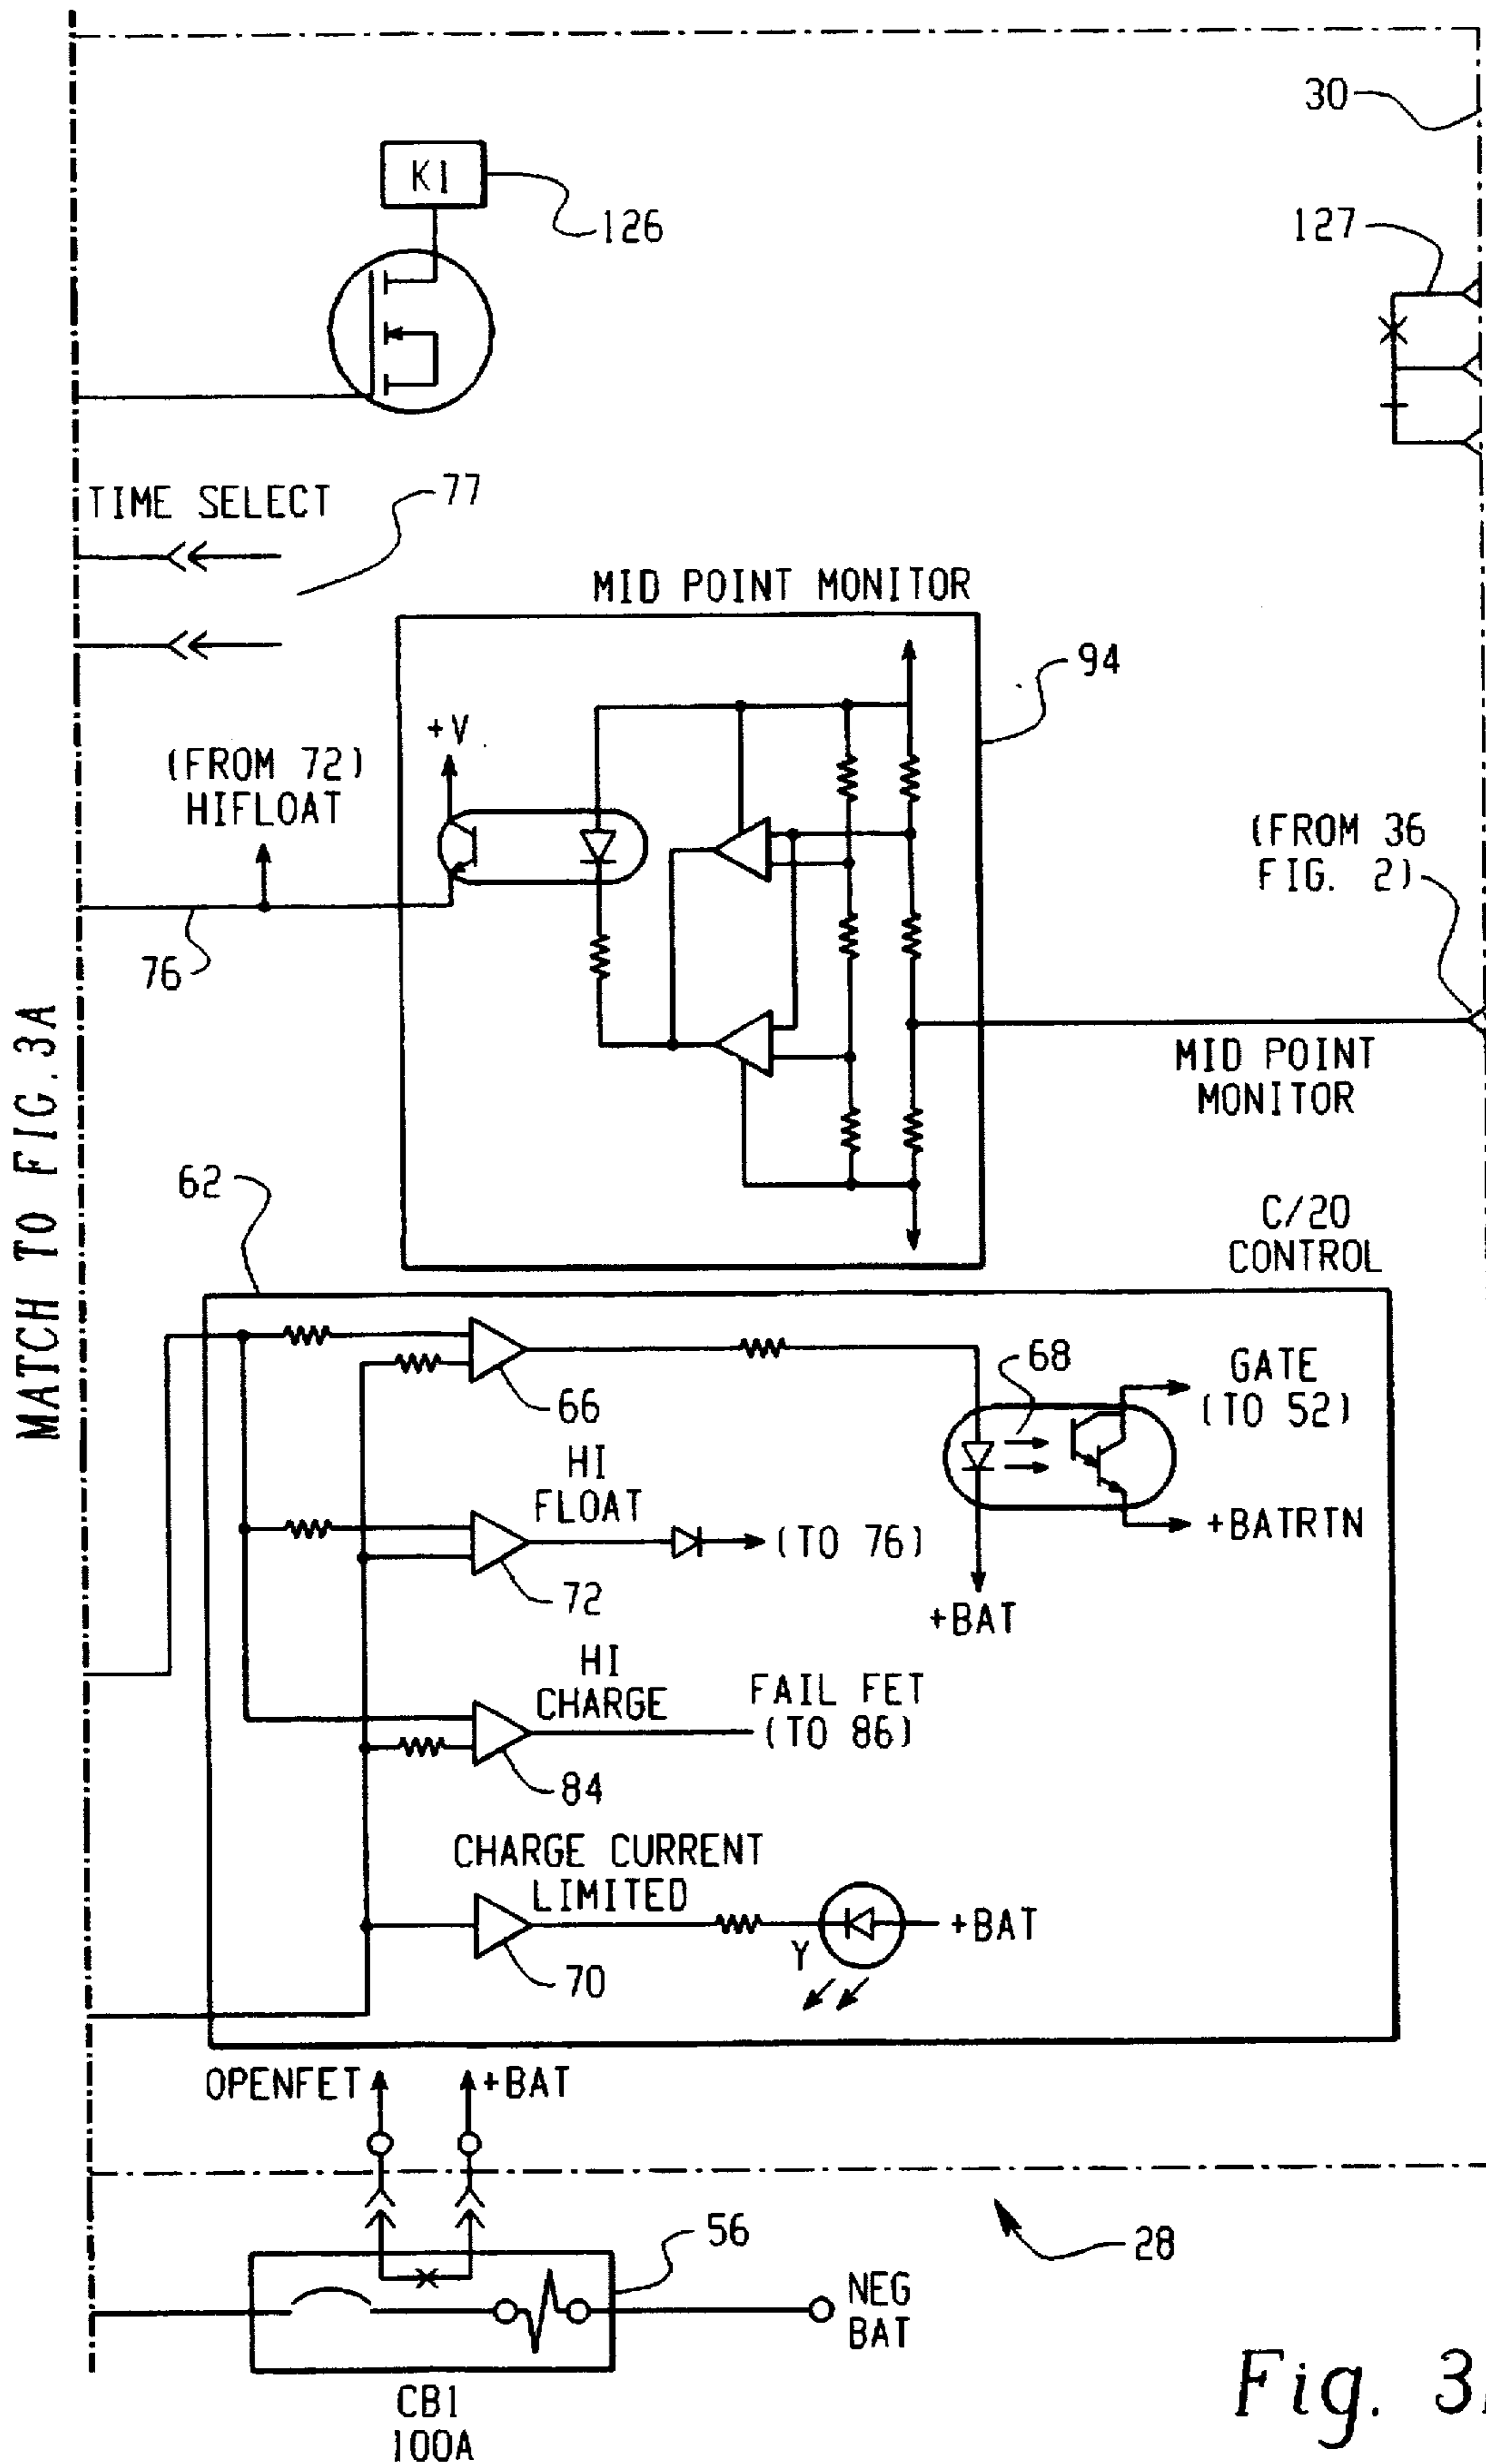 30
K1
126
127
TIME SELECT
77
MID POINT MONITOR
94
+V
(FROM 72)
HIFLOAT
(FROM 36
FIG. 2)
76
MID POINT
MONITOR
MATCH TO FIG.3A
62
C/20
CONTROL
66
68
GATE
(TO 52)
HI
FLOAT
(TO 76)
+BATRTN
72
+BAT
HI
CHARGE
FAIL FET
(TO 86)
84
CHARGE CURRENT
LIMITED
+BAT
Y
70
OPENFET
+BAT
56
28
NEG
BAT
CB1
100A
Fig. 3